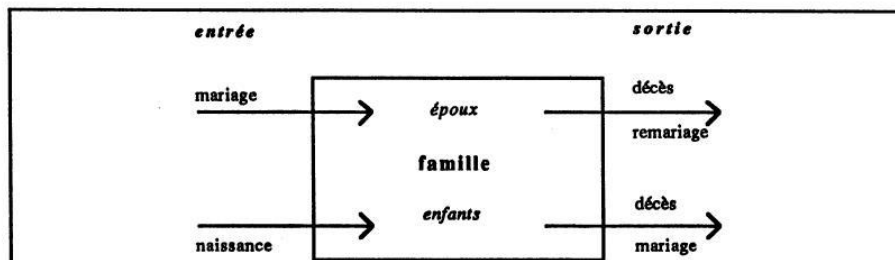 entrée sortie
mariage décès
époux
remariage
famille
enfants décès
naissance mariage